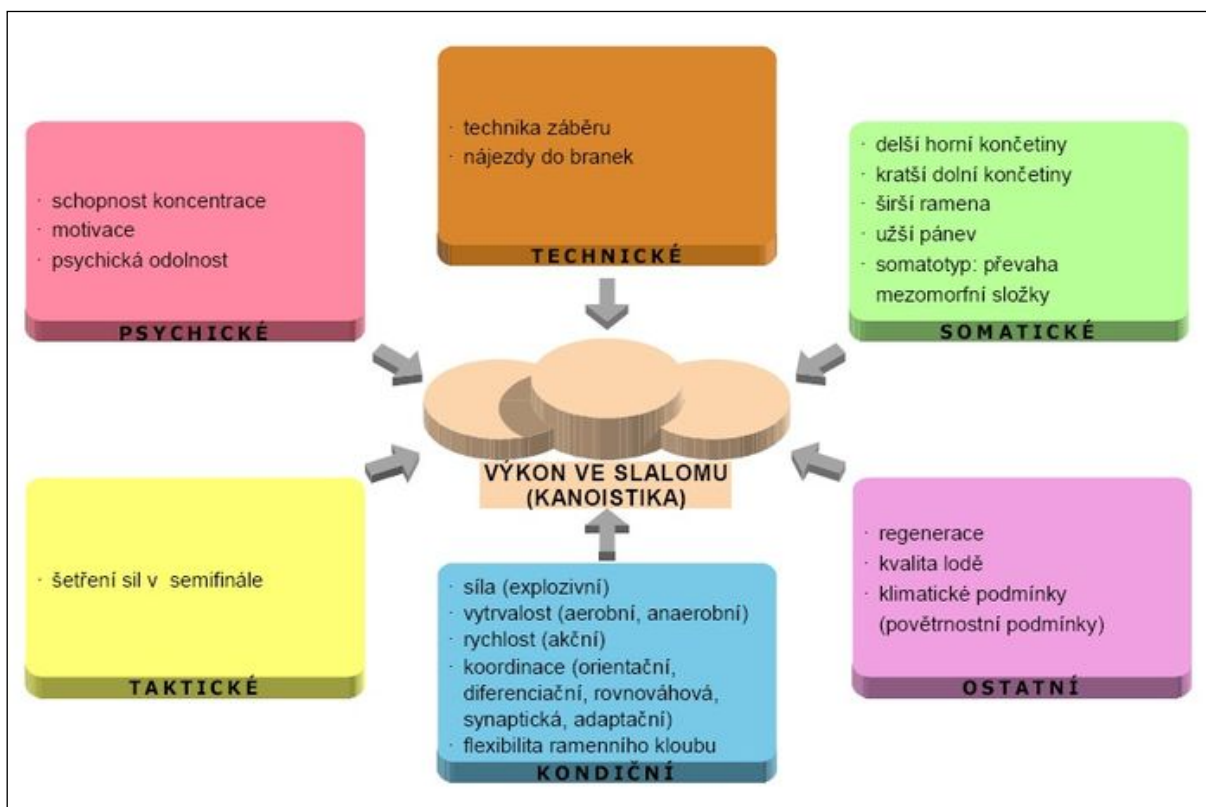 · technika záběru
· nájezdy do branek
TECHNICKÉ
· schopnost koncentrace
· motivace
· psychická odolnost
PSYCHICKÉ
· delší horní končetiny
· kratší dolní končetiny
· širší ramena
· užší pánev
· somatotyp: převaha
mezomorfní složky
SOMATICKÉ
VÝKON VE SLALOMU
(KANOISTIKA)
· šetření sil v semifinále
TAKTICKÉ
· síla (explozivní)
· vytrvalost (aerobní, anaerobní)
· rychlost (akční)
· koordinace (orientační,
diferenciační, rovnováhová,
synaptická, adaptační)
· flexibilita ramenního kloubu
KONDIČNÍ
· regenerace
· kvalita lodě
· klimatické podmínky
(povětrnostní podmínky)
OSTATNÍ